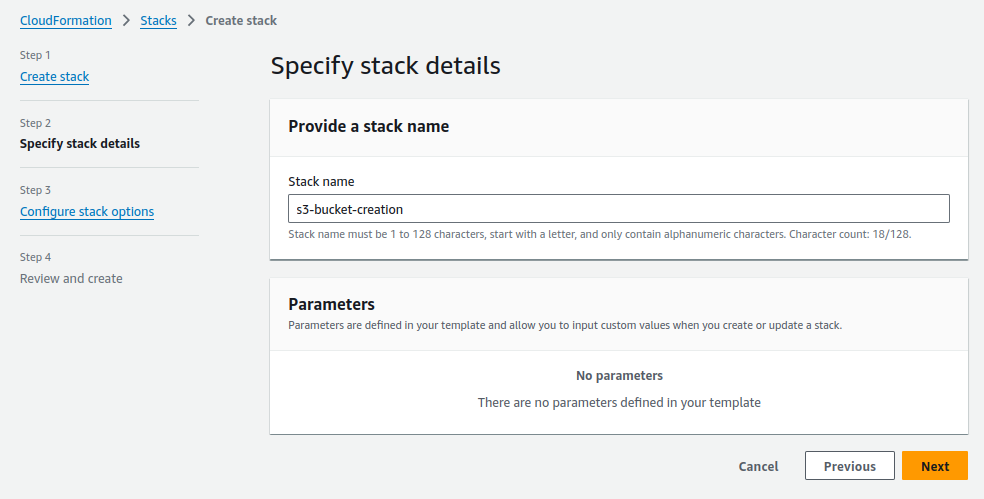 CloudFormation > Stacks > Create stack
Step 1
Create stack
Step 2
Specify stack details
Step 3
Configure stack options
Step 4
Review and create
Specify stack details
Provide a stack name
Stack name
s3-bucket-creation
Stack name must be 1 to 128 characters, start with a letter, and only contain alphanumeric characters. Character count: 18/128.
Parameters
Parameters are defined in your template and allow you to input custom values when you create or update a stack.
No parameters
There are no parameters defined in your template
Cancel Previous Next